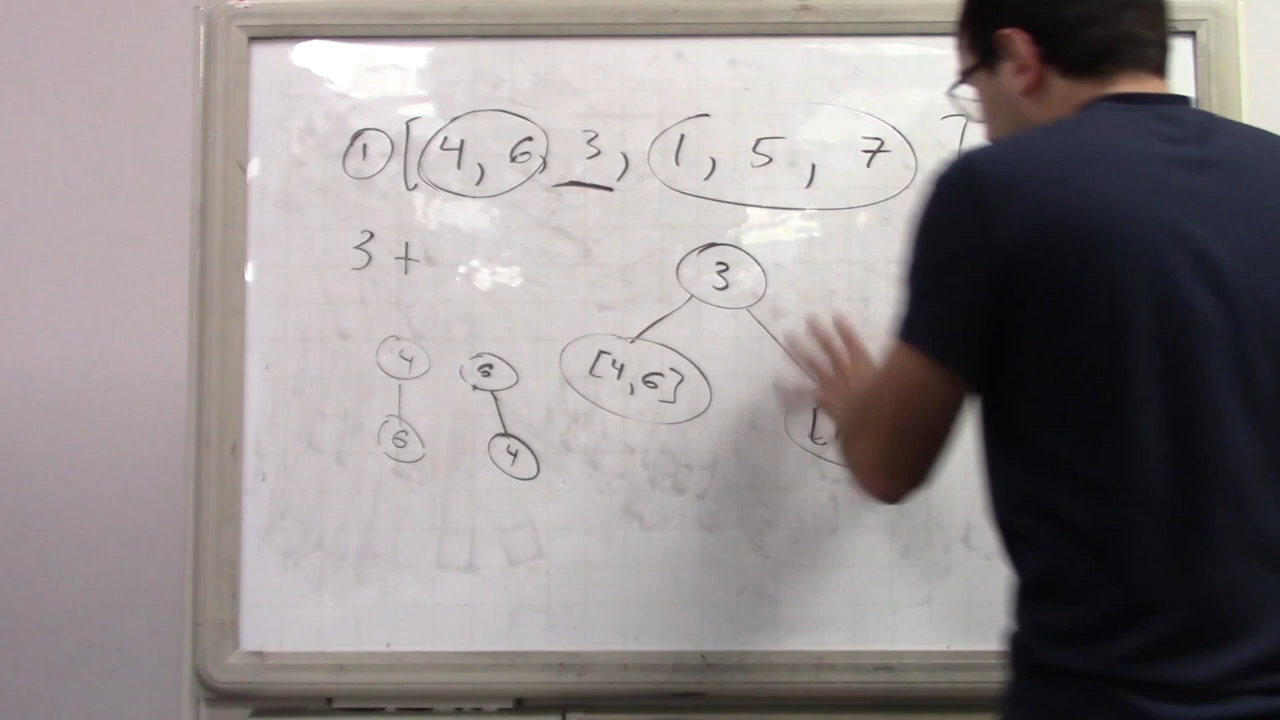 ① [4, 6, 3, 1, 5, 7 ]
3 +
3
4 6 [4,6]
6 4 [